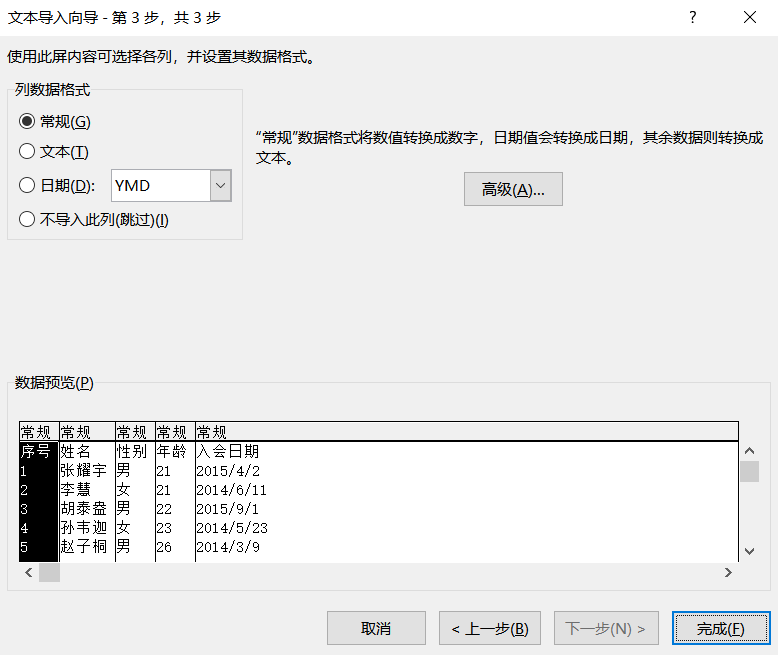 文本导入向导 - 第 3 步，共 3 步
?
使用此屏内容可选择各列，并设置其数据格式。
列数据格式
常规(G)
文本(T)
日期(D): YMD
不导入此列(跳过)(I)
“常规”数据格式将数值转换成数字，日期值会转换成日期，其余数据则转换成
文本。
高级(A)...
数据预览(P)
常规 常规 常规 常规 常规
序号 姓名 性别 年龄 入会日期
1 张耀宇 男 21 2015/4/2
2 李慧 女 21 2014/6/11
3 胡泰盎 男 22 2015/9/1
4 孙韦迦 女 23 2014/5/23
5 赵子桐 男 26 2014/3/9
取消 < 上一步(B) 下一步(N) > 完成(F)